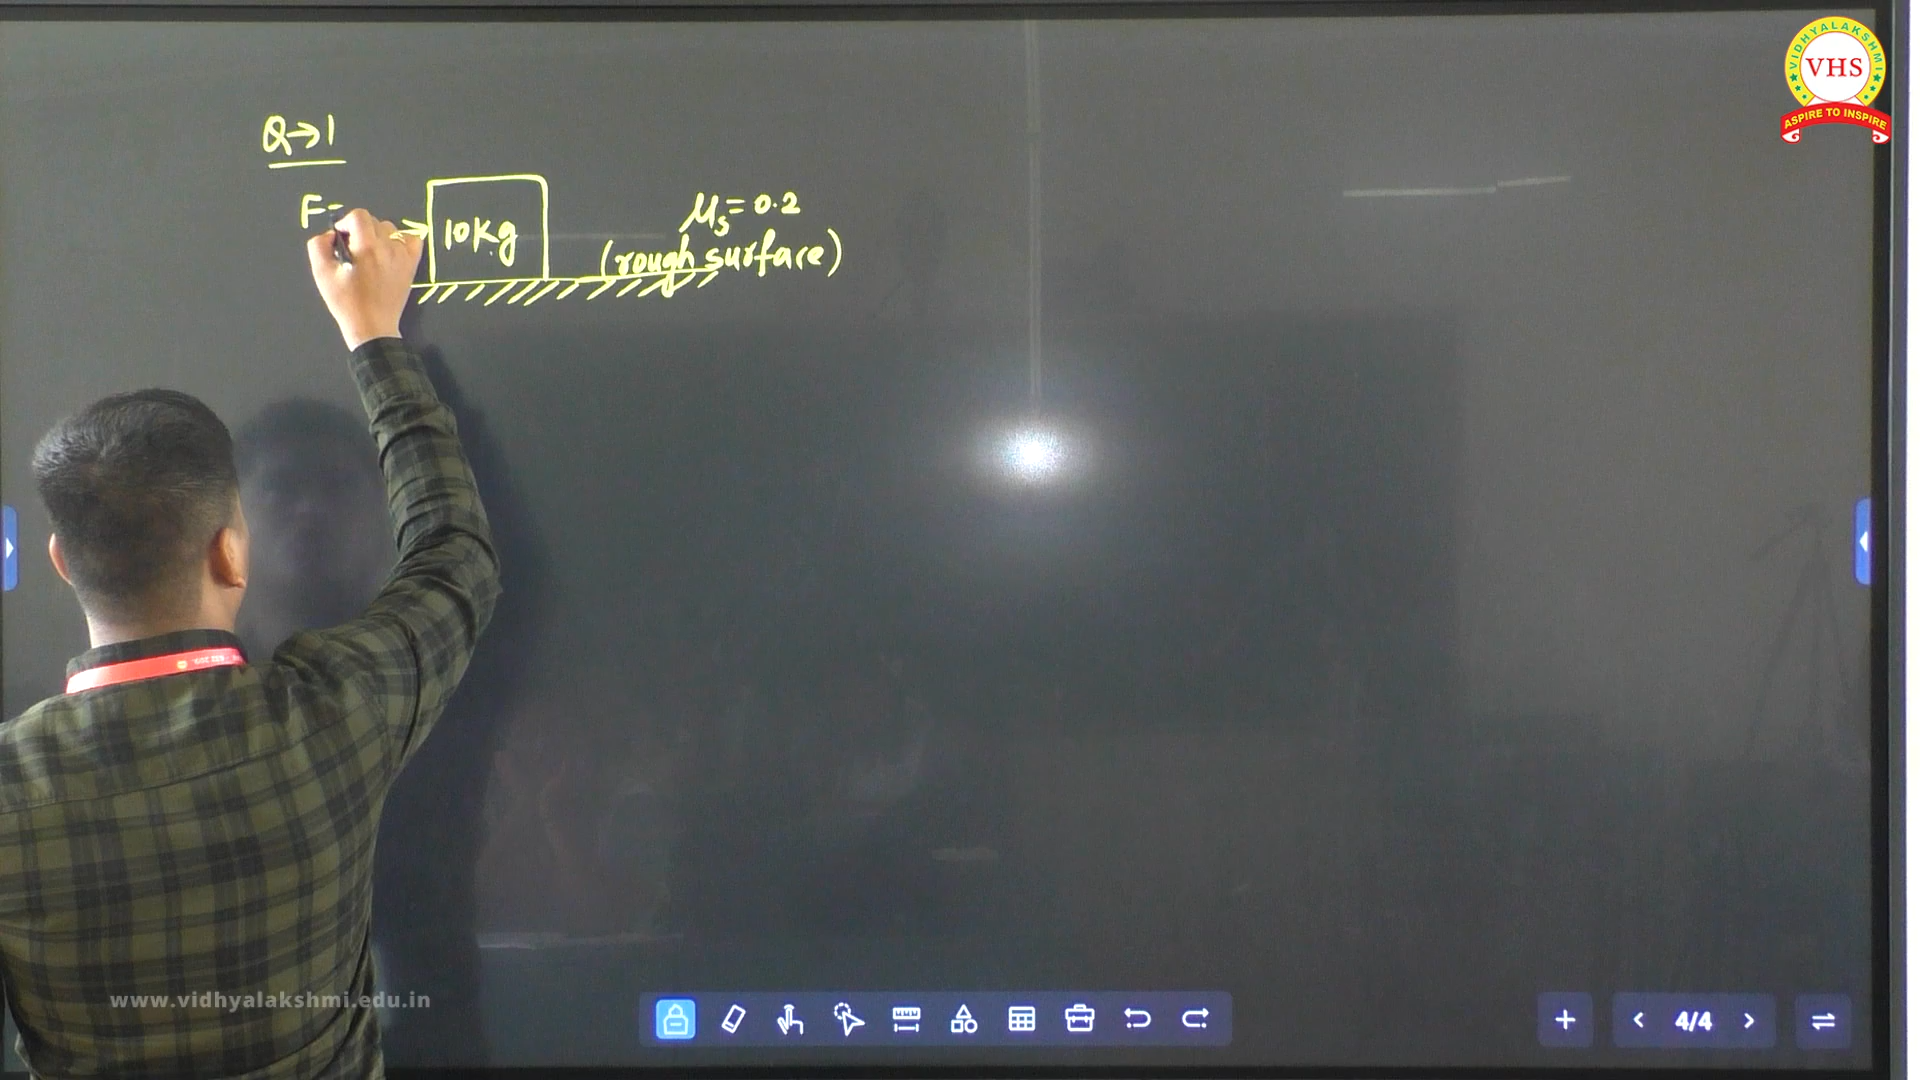 VIDHYALAKSHMI
VHS
ASPIRE TO INSPIRE
Q→1
F=
10Kg
μs=0.2
(rough surface)
www.vidhyalakshmi.edu.in
4/4